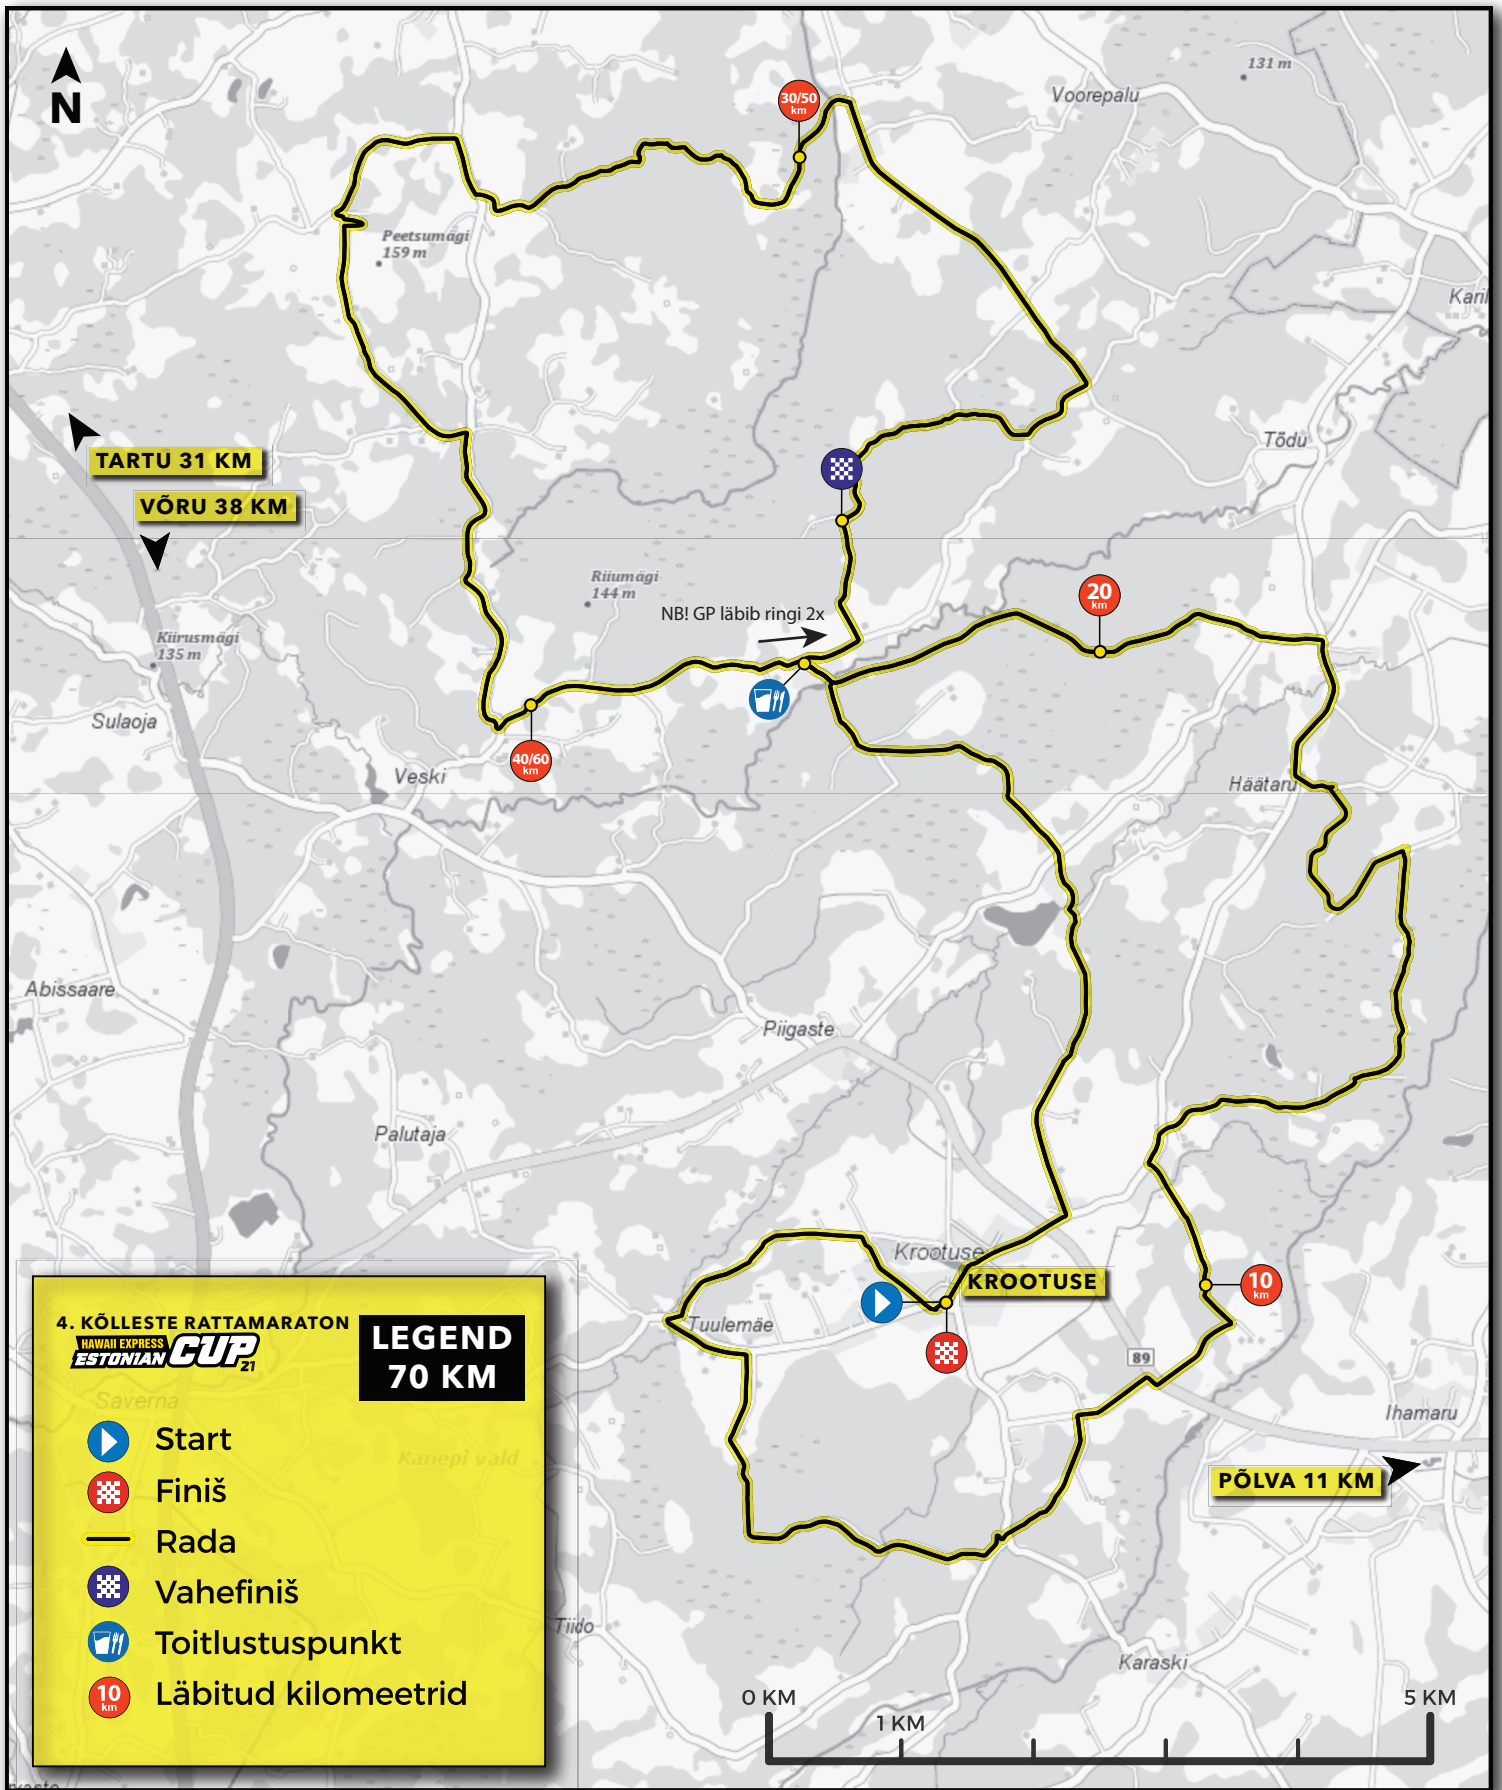 N
30/50
km
Voorepalu
131 m
Peetsumägi
159 m
Karil
TARTU 31 KM
VÕRU 38 KM
Tõdu
Riiumägi
144 m
NB! GP läbib ringi 2x
20
km
Kiirusmägi
135 m
Sulaoja
Veski
40/60
km
Häätaru
Abissaare
Piigaste
Palutaja
Krootuse
KROOTUSE
10
km
Tuulemäe
89
Ihamaru
PÕLVA 11 KM
4. KÕLLESTE RATTAMARATON
HAWAII EXPRESS
ESTONIAN CUP
21
LEGEND
70 KM
Saverna
Kanepi vald
Start
Finiš
Rada
Vahefiniš
Toitlustuspunkt
10
km
Läbitud kilomeetrid
Tiido
Karaski
0 KM
1 KM
5 KM